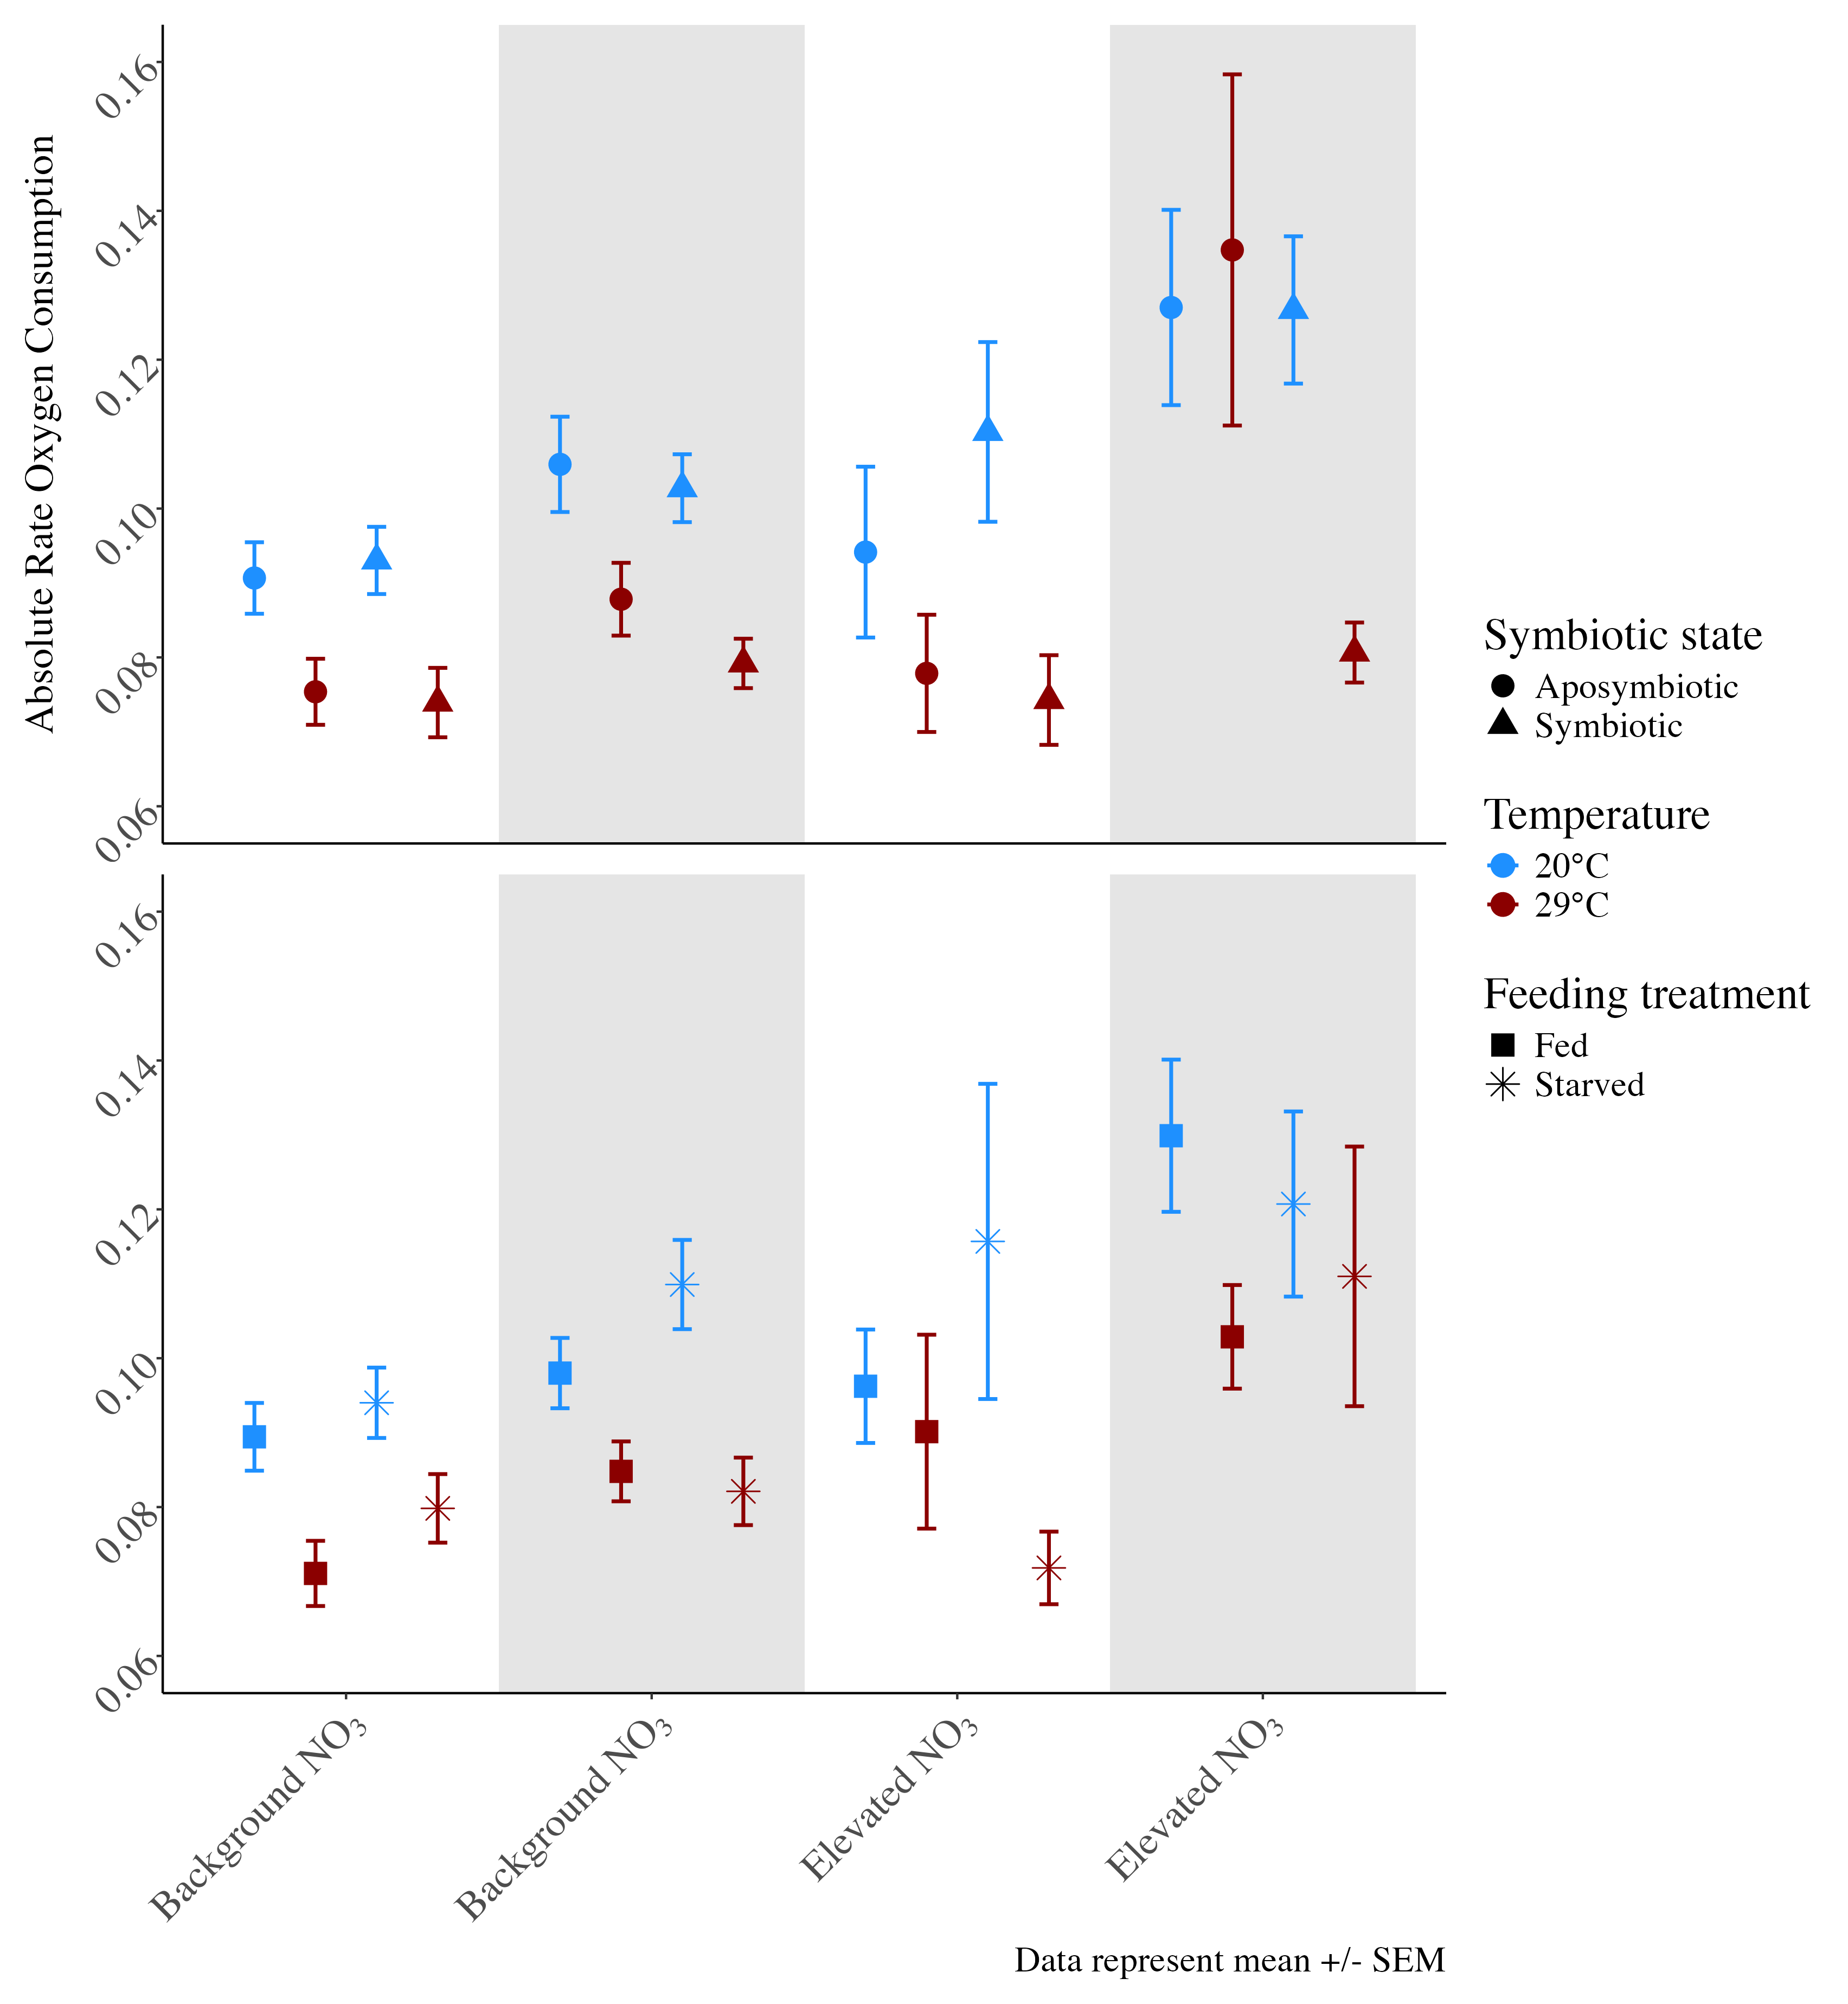 Absolute Rate Oxygen Consumption
0.16
0.14
0.12
0.10
0.08
0.06
0.16
0.14
0.12
0.10
0.08
0.06
Background NO3
Background NO3
Elevated NO3
Elevated NO3
Symbiotic state
Aposymbiotic
Symbiotic
Temperature
20°C
29°C
Feeding treatment
Fed
Starved
Data represent mean +/- SEM